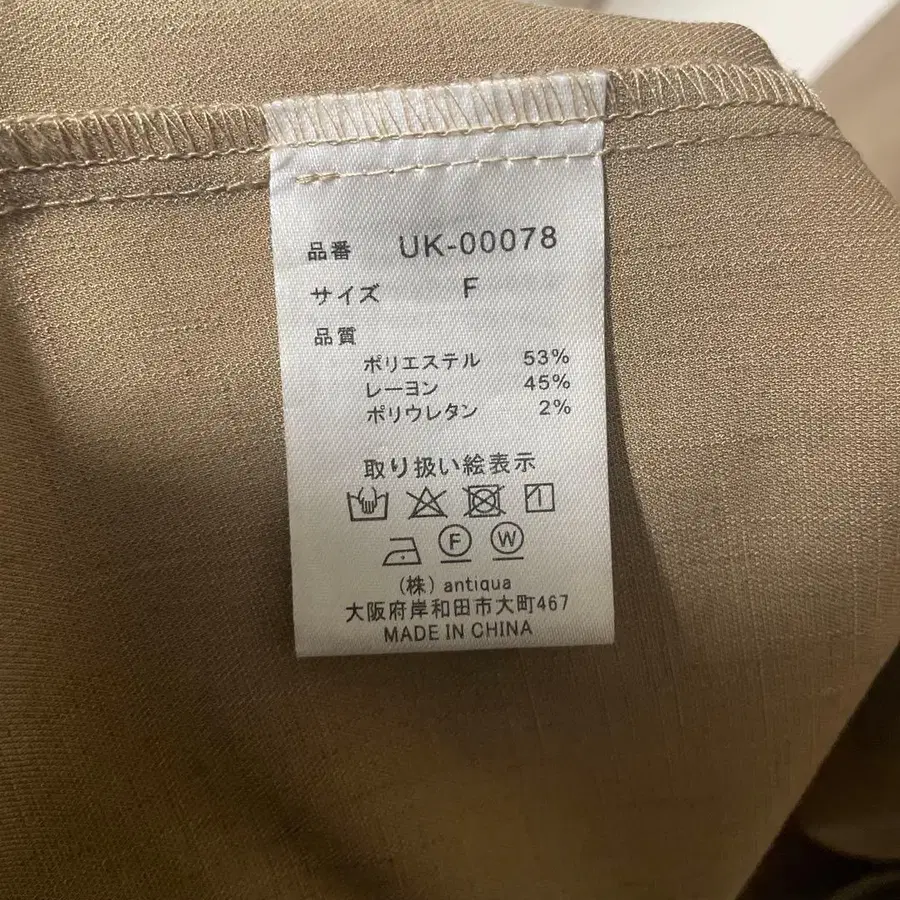 品番 UK-00078
サイズ F
品質
ポリエステル 53%
レーヨン 45%
ポリウレタン 2%
取り扱い絵表示
F W
(株) antiqua
大阪府岸和田市大町467
MADE IN CHINA